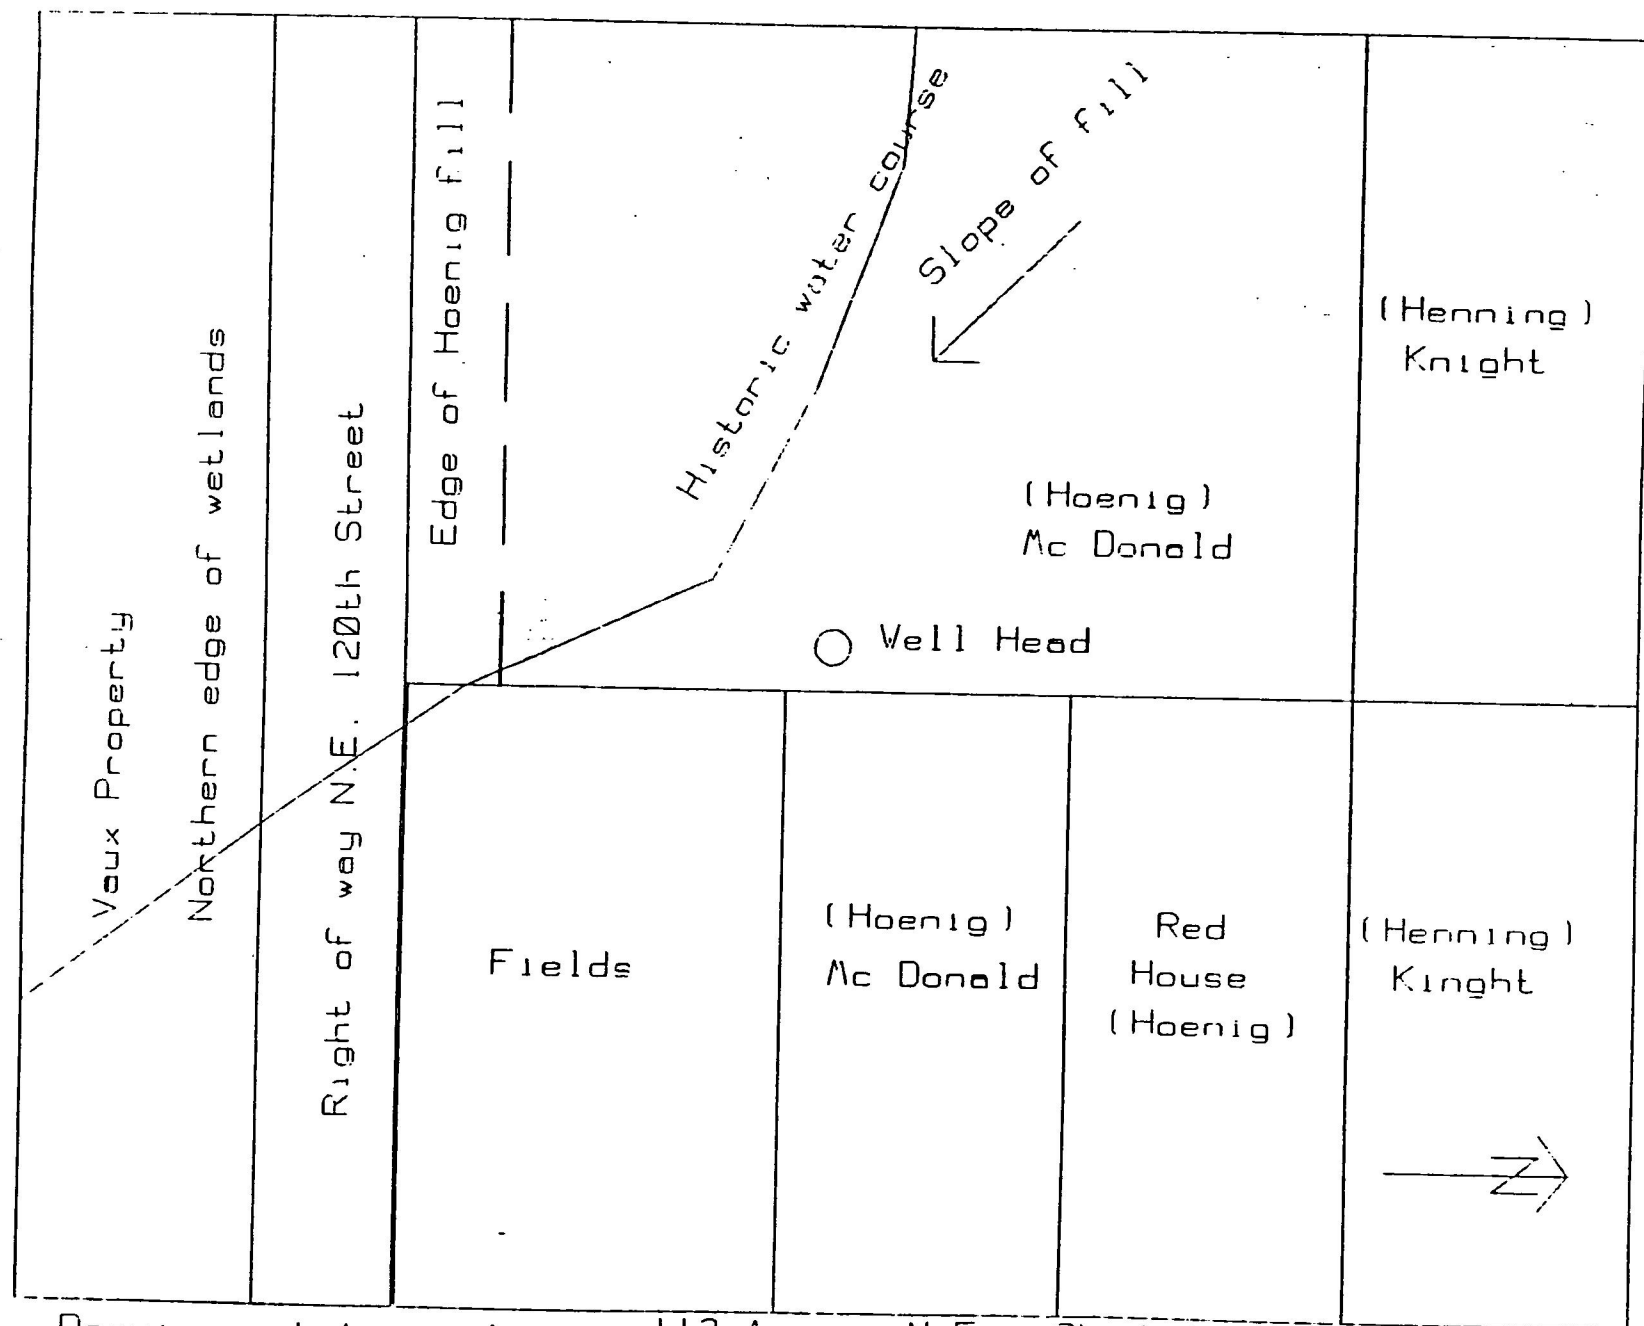 Vaux Property
Northern edge of wetlands
Right of way N.E. 120th Street
Edge of Hoenig fill
Historic water course
Slope of fill
(Henning)
Knight
(Hoenig)
Mc Donald
Well Head
Fields
(Hoenig)
Mc Donald
Red
House
(Hoenig)
(Henning)
Kinght
N